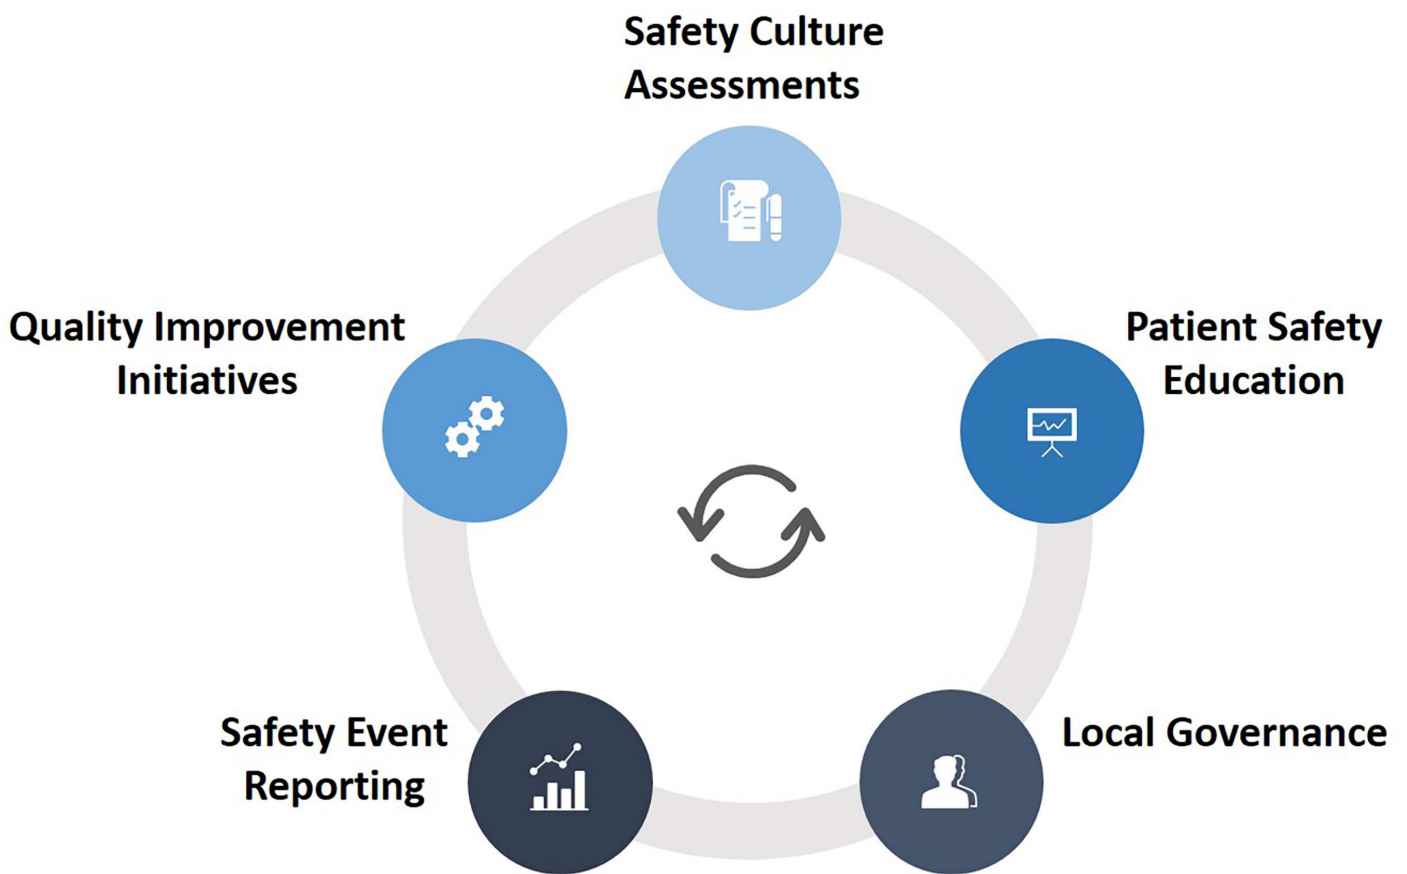 Safety Culture
Assessments
Quality Improvement
Initiatives
Patient Safety
Education
Safety Event
Reporting
Local Governance